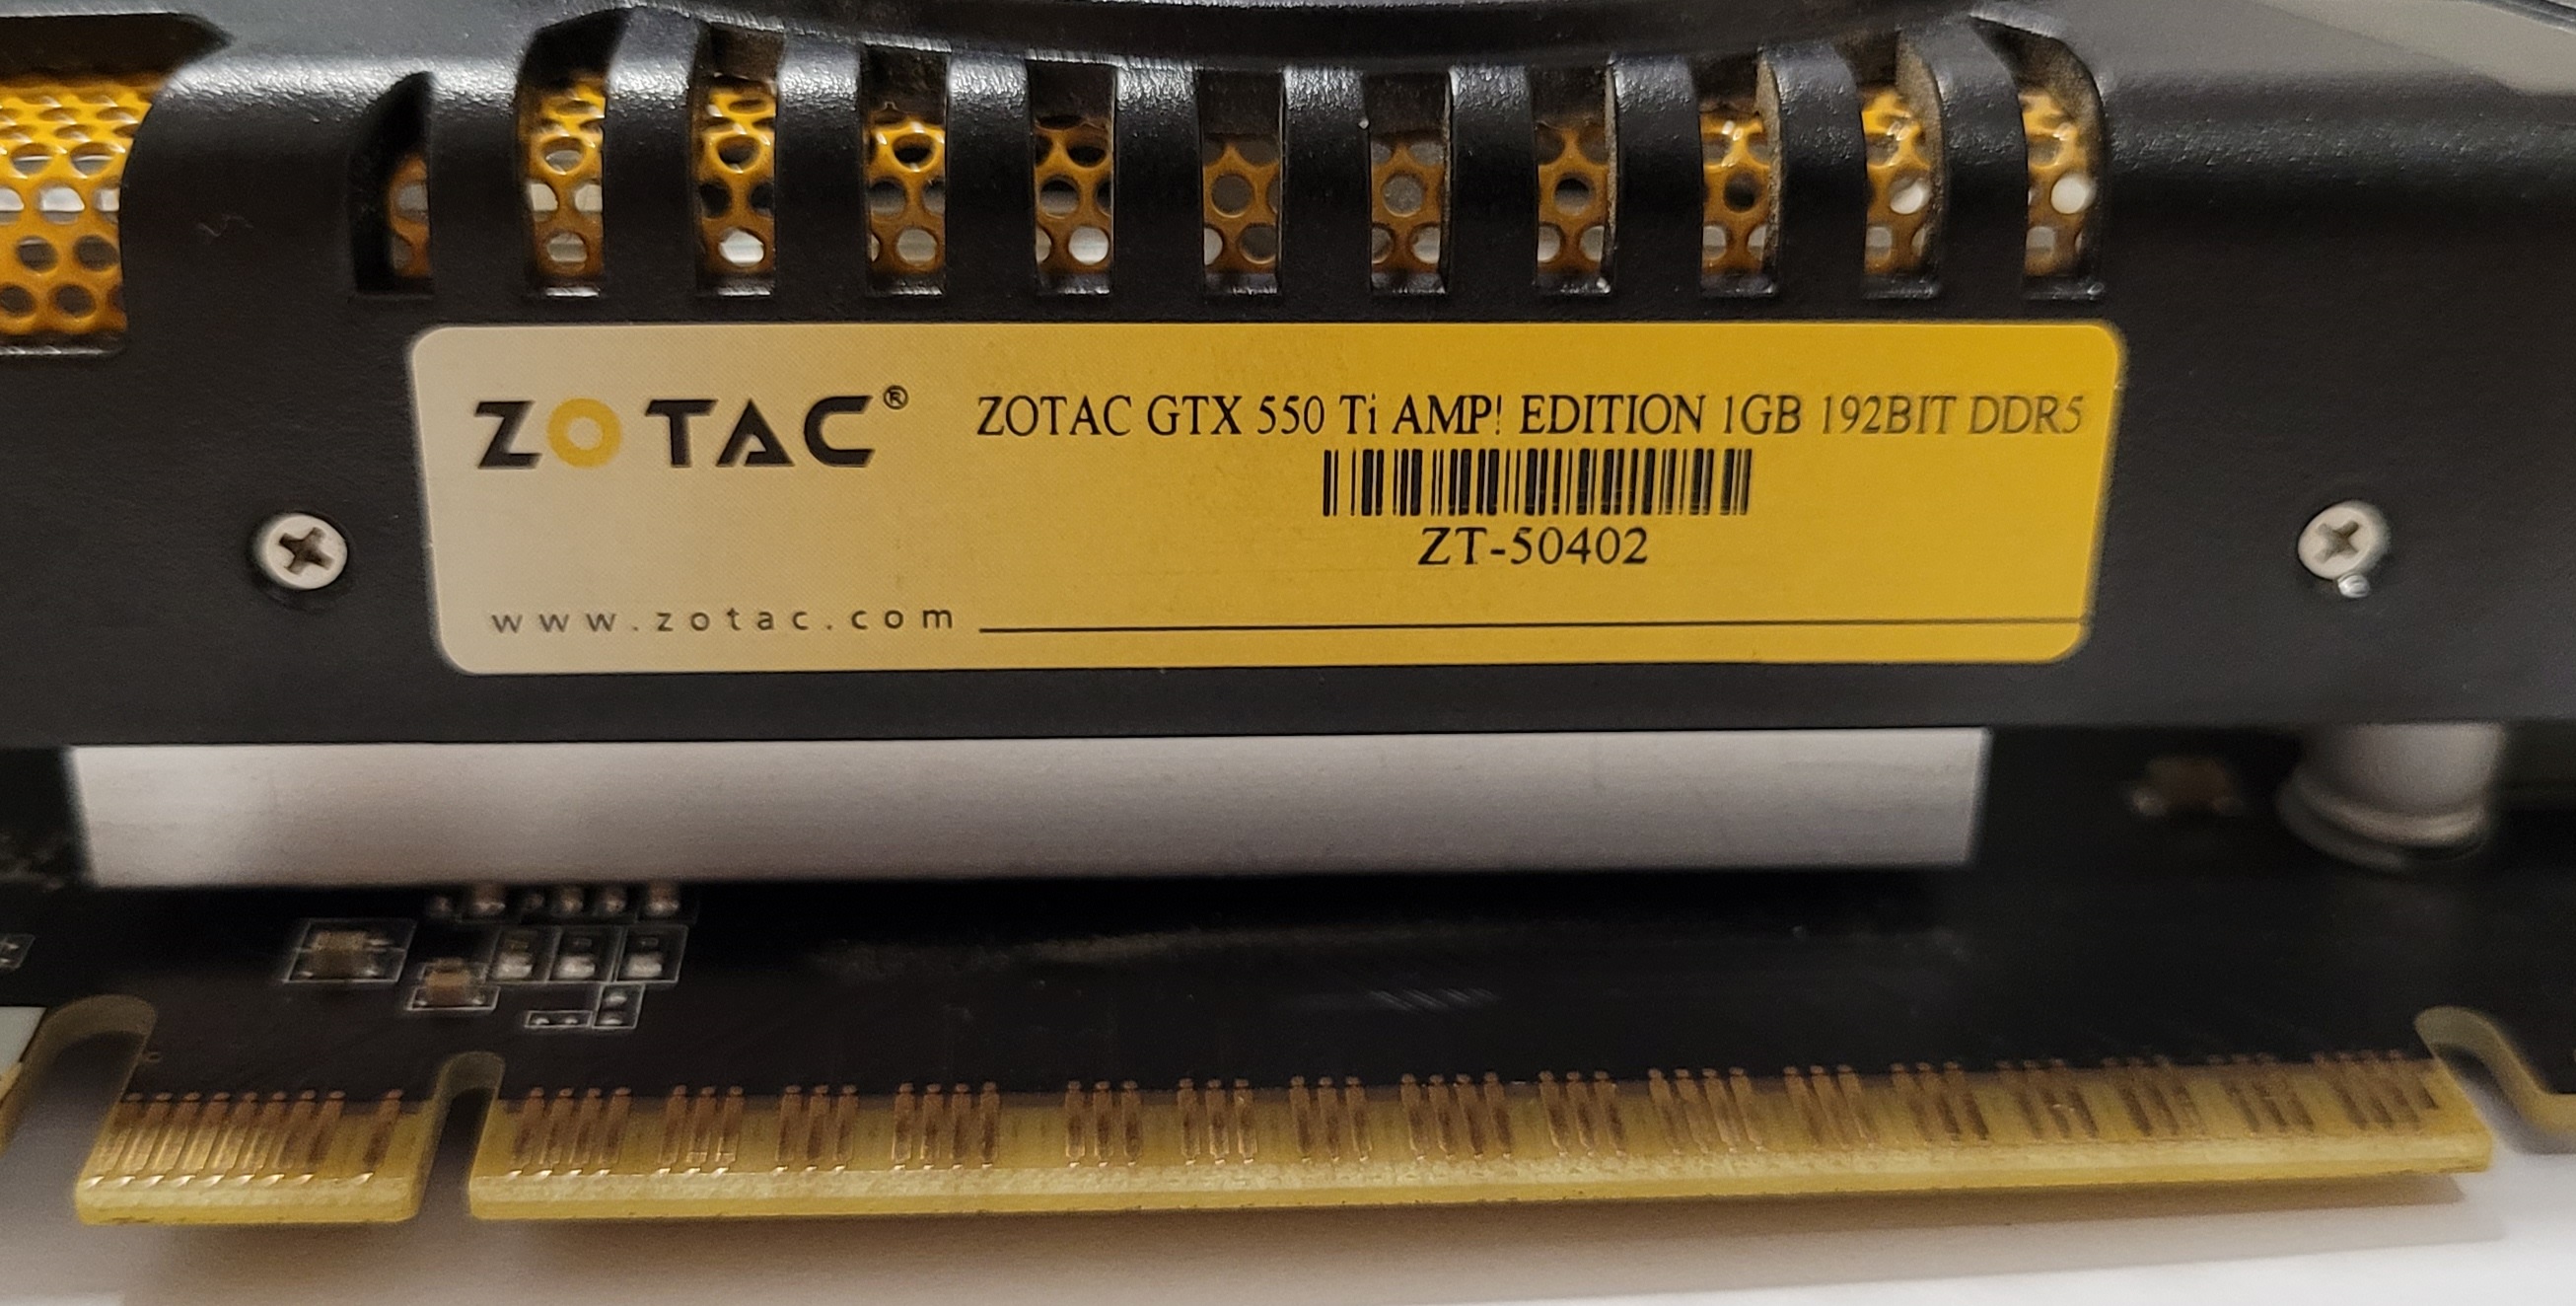 ZOTAC®
ZOTAC GTX 550 Ti AMP! EDITION 1GB 192BIT DDR5
ZT-50402
www.zotac.com